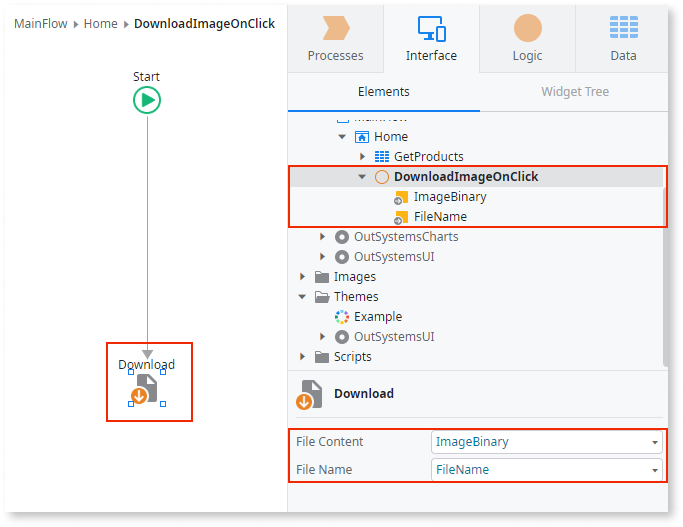 MainFlow > Home > DownloadImageOnClick
Start
Download
Processes
Interface
Logic
Data
Elements
Widget Tree
MainFlow
Home
GetProducts
DownloadImageOnClick
ImageBinary
FileName
OutSystemsCharts
OutSystemsUI
Images
Themes
Example
OutSystemsUI
Scripts
Download
File Content ImageBinary
File Name FileName